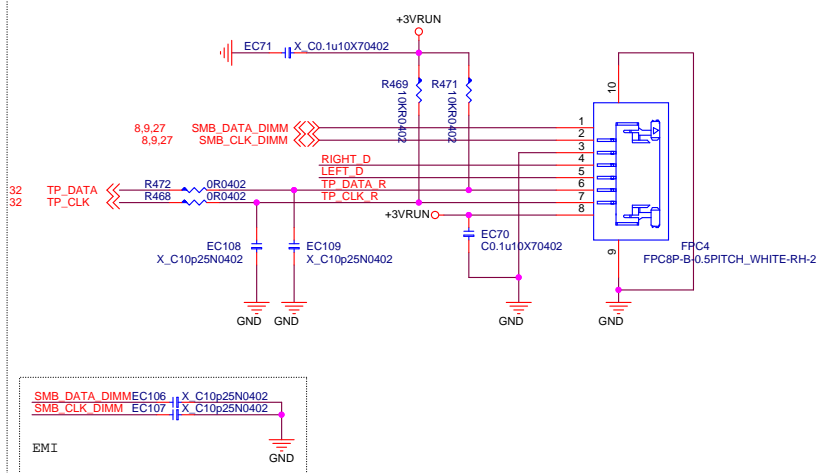 +3VRUN
EC71 X_C0.1u10X70402
R469 R471
10KR0402 10KR0402
10
8,9,27 SMB_DATA_DIMM 1
8,9,27 SMB_CLK_DIMM 2
3
RIGHT_D 4
LEFT_D 5
32 TP_DATA R472 0R0402 TP_DATA_R 6
32 TP_CLK R468 0R0402 TP_CLK_R 7
+3VRUN 8
EC70
C0.1u10X70402
EC108 EC109
X_C10p25N0402 X_C10p25N0402
9
FPC4
FPC8P-B-0.5PITCH_WHITE-RH-2
GND GND GND GND
SMB_DATA_DIMM EC106 X_C10p25N0402
SMB_CLK_DIMM EC107 X_C10p25N0402
EMI
GND